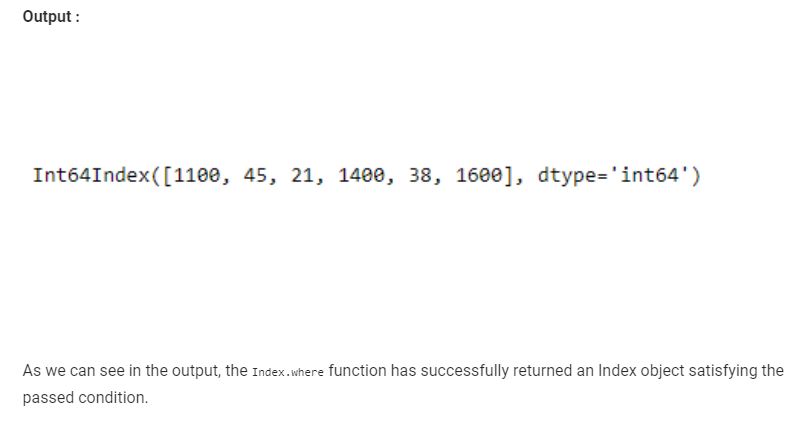 Output :
Int64Index([1100, 45, 21, 1400, 38, 1600], dtype='int64')
As we can see in the output, the Index.where function has successfully returned an Index object satisfying the
passed condition.